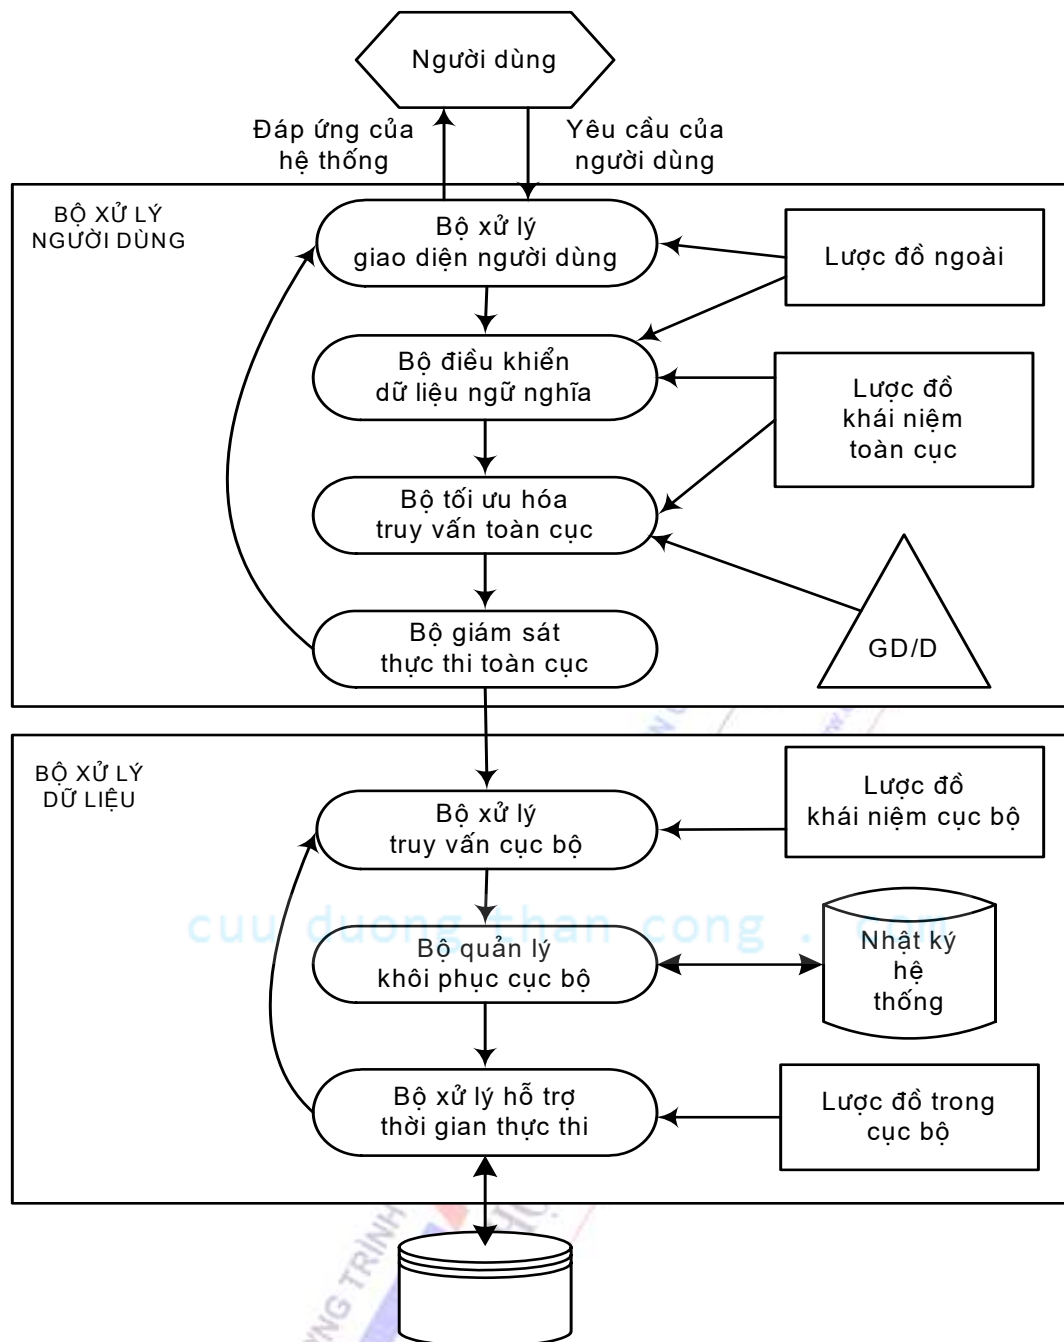 Người dùng
Đáp ứng của
hệ thống
Yêu cầu của
người dùng
BỘ XỬ LÝ
NGƯỜI DÙNG
Bộ xử lý
giao diện người dùng
Lược đồ ngoài
Bộ điều khiển
dữ liệu ngữ nghĩa
Lược đồ
khái niệm
toàn cục
Bộ tối ưu hóa
truy vấn toàn cục
Bộ giám sát
thực thi toàn cục
GD/D
BỘ XỬ LÝ
DỮ LIỆU
Bộ xử lý
truy vấn cục bộ
Lược đồ
khái niệm cục bộ
cuu duong than cong . com
Bộ quản lý
khôi phục cục bộ
Nhật ký
hệ
thống
Bộ xử lý hỗ trợ
thời gian thực thi
Lược đồ trong
cục bộ